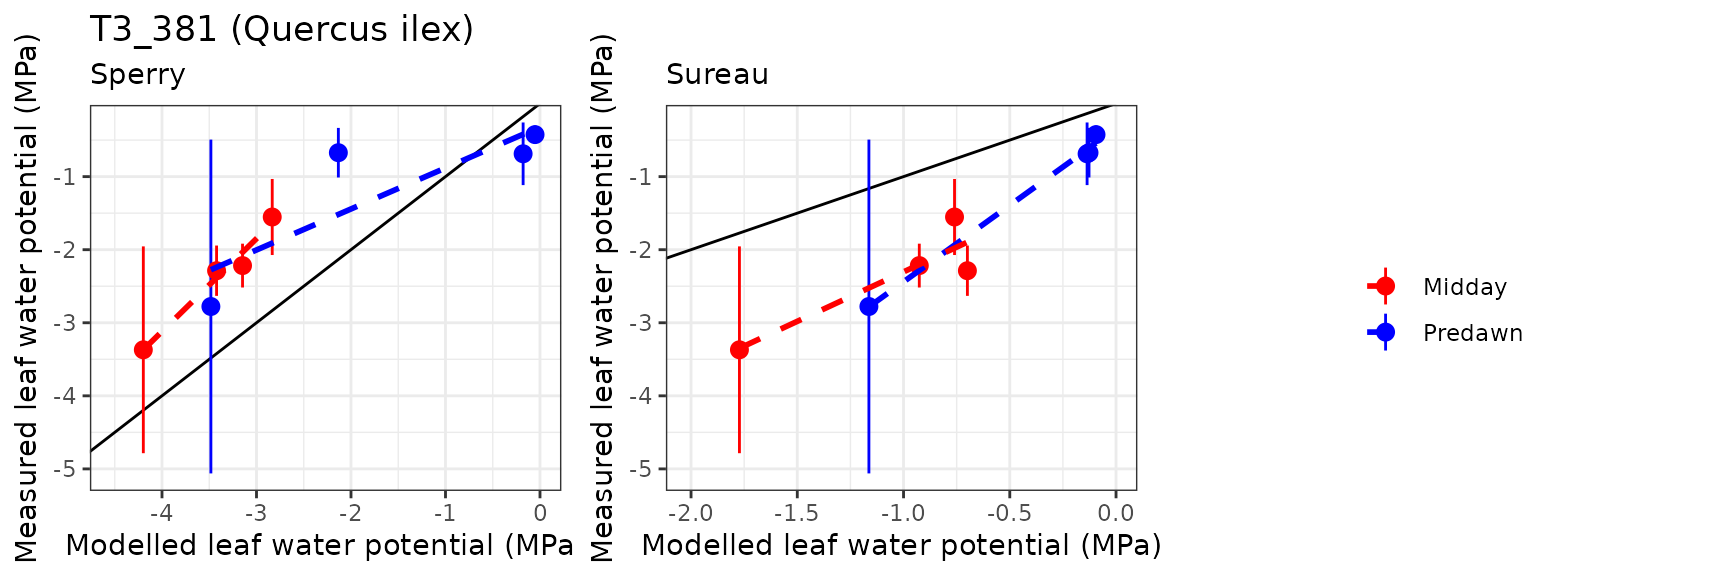 T3_381 (Quercus ilex)
Sperry
Measured leaf water potential (MPa)
-1
-2
-3
-4
-5
-4 -3 -2 -1 0
Modelled leaf water potential (MPa
Sureau
Measured leaf water potential (MPa)
-1
-2
-3
-4
-5
-2.0 -1.5 -1.0 -0.5 0.0
Modelled leaf water potential (MPa)
Midday
Predawn